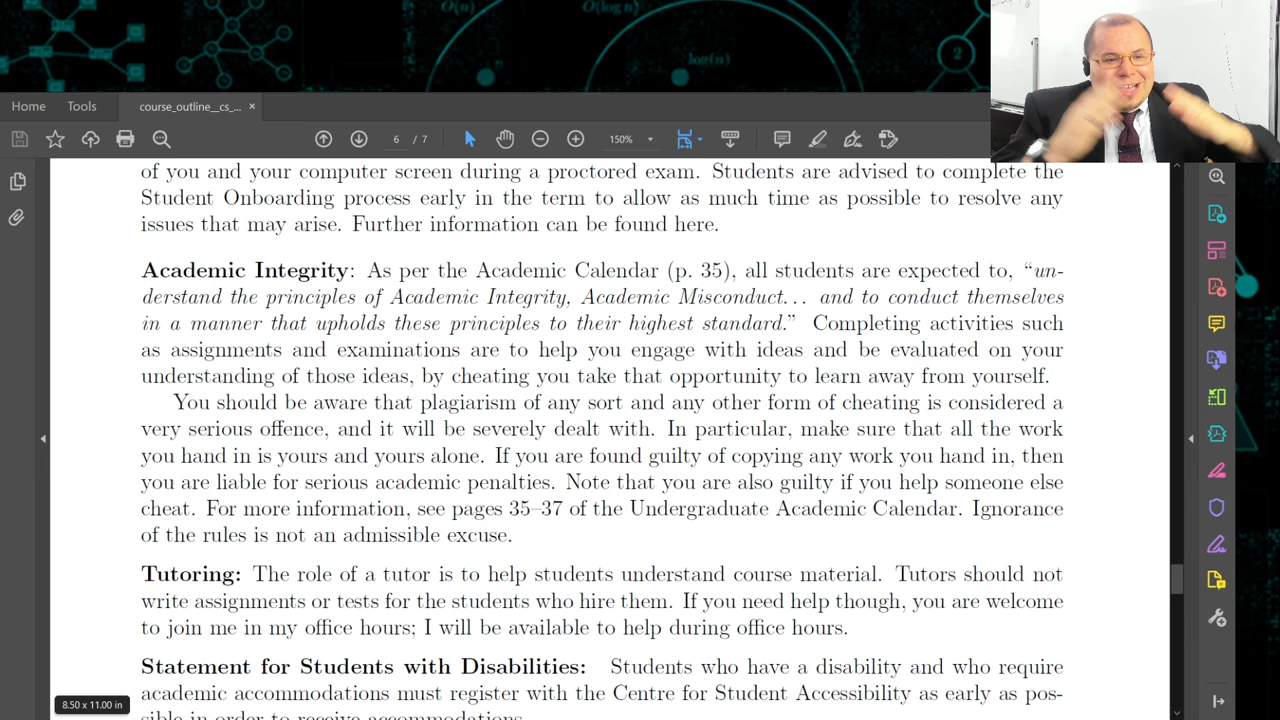 O(n)
O(log n)
log(n)
2
Home Tools course_outline__cs_... ×
6 / 7 150%
of you and your computer screen during a proctored exam. Students are advised to complete the
Student Onboarding process early in the term to allow as much time as possible to resolve any
issues that may arise. Further information can be found here.
Academic Integrity: As per the Academic Calendar (p. 35), all students are expected to, “un-
derstand the principles of Academic Integrity, Academic Misconduct... and to conduct themselves
in a manner that upholds these principles to their highest standard.” Completing activities such
as assignments and examinations are to help you engage with ideas and be evaluated on your
understanding of those ideas, by cheating you take that opportunity to learn away from yourself.
You should be aware that plagiarism of any sort and any other form of cheating is considered a
very serious offence, and it will be severely dealt with. In particular, make sure that all the work
you hand in is yours and yours alone. If you are found guilty of copying any work you hand in, then
you are liable for serious academic penalties. Note that you are also guilty if you help someone else
cheat. For more information, see pages 35–37 of the Undergraduate Academic Calendar. Ignorance
of the rules is not an admissible excuse.
Tutoring: The role of a tutor is to help students understand course material. Tutors should not
write assignments or tests for the students who hire them. If you need help though, you are welcome
to join me in my office hours; I will be available to help during office hours.
Statement for Students with Disabilities: Students who have a disability and who require
academic accommodations must register with the Centre for Student Accessibility as early as pos-
sible in order to receive accommodations.
8.50 x 11.00 in